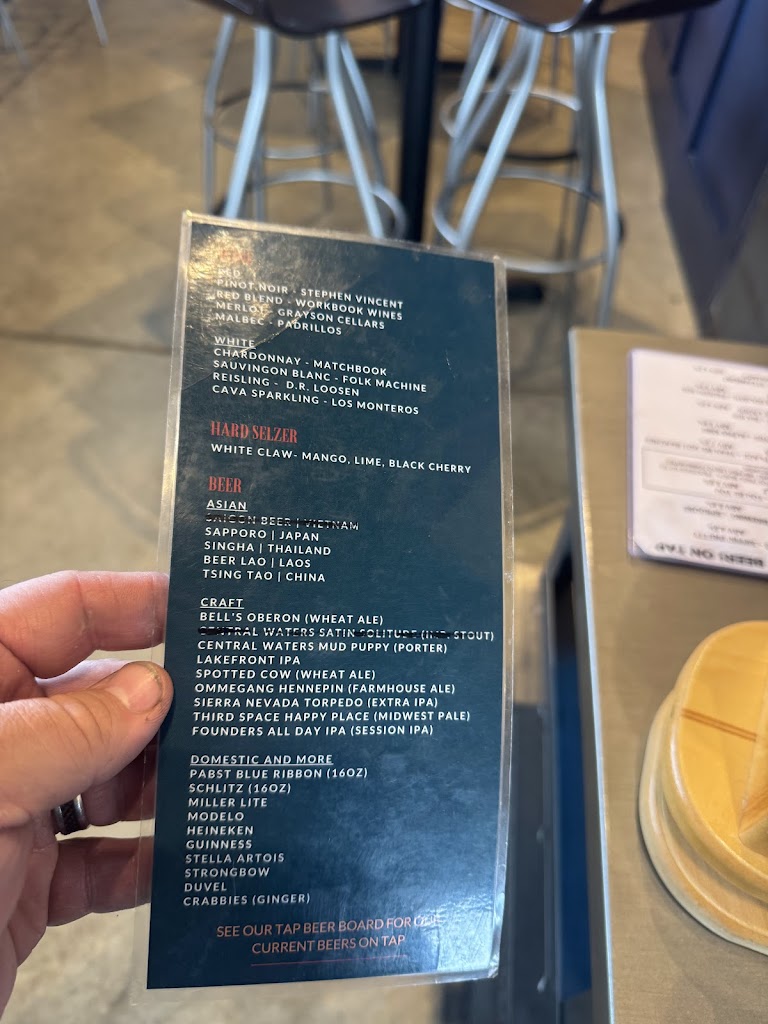 RED
PINOT NOIR - STEPHEN VINCENT
RED BLEND - WORKBOOK WINES
MERLOT - GRAYSON CELLARS
MALBEC - PADRILLOS
WHITE
CHARDONNAY - MATCHBOOK
SAUVINGON BLANC - FOLK MACHINE
REISLING - D.R. LOOSEN
CAVA SPARKLING - LOS MONTEROS
HARD SELZER
WHITE CLAW- MANGO, LIME, BLACK CHERRY
BEER
ASIAN
SAIGON BEER | VIETNAM
SAPPORO | JAPAN
SINGHA | THAILAND
BEER LAO | LAOS
TSING TAO | CHINA
CRAFT
BELL'S OBERON (WHEAT ALE)
CENTRAL WATERS SATIN SOLITUDE STOUT)
CENTRAL WATERS MUD PUPPY (PORTER)
LAKEFRONT IPA
SPOTTED COW (WHEAT ALE)
OMMEGANG HENNEPIN (FARMHOUSE ALE)
SIERRA NEVADA TORPEDO (EXTRA IPA)
THIRD SPACE HAPPY PLACE (MIDWEST PALE)
FOUNDERS ALL DAY IPA (SESSION IPA)
DOMESTIC AND MORE
PABST BLUE RIBBON (16OZ)
SCHLITZ (16OZ)
MILLER LITE
MODELO
HEINEKEN
GUINNESS
STELLA ARTOIS
STRONGBOW
DUVEL
CRABBIES (GINGER)
SEE OUR TAP BEER BOARD FOR OUR
CURRENT BEERS ON TAP
BEERS ON TAP